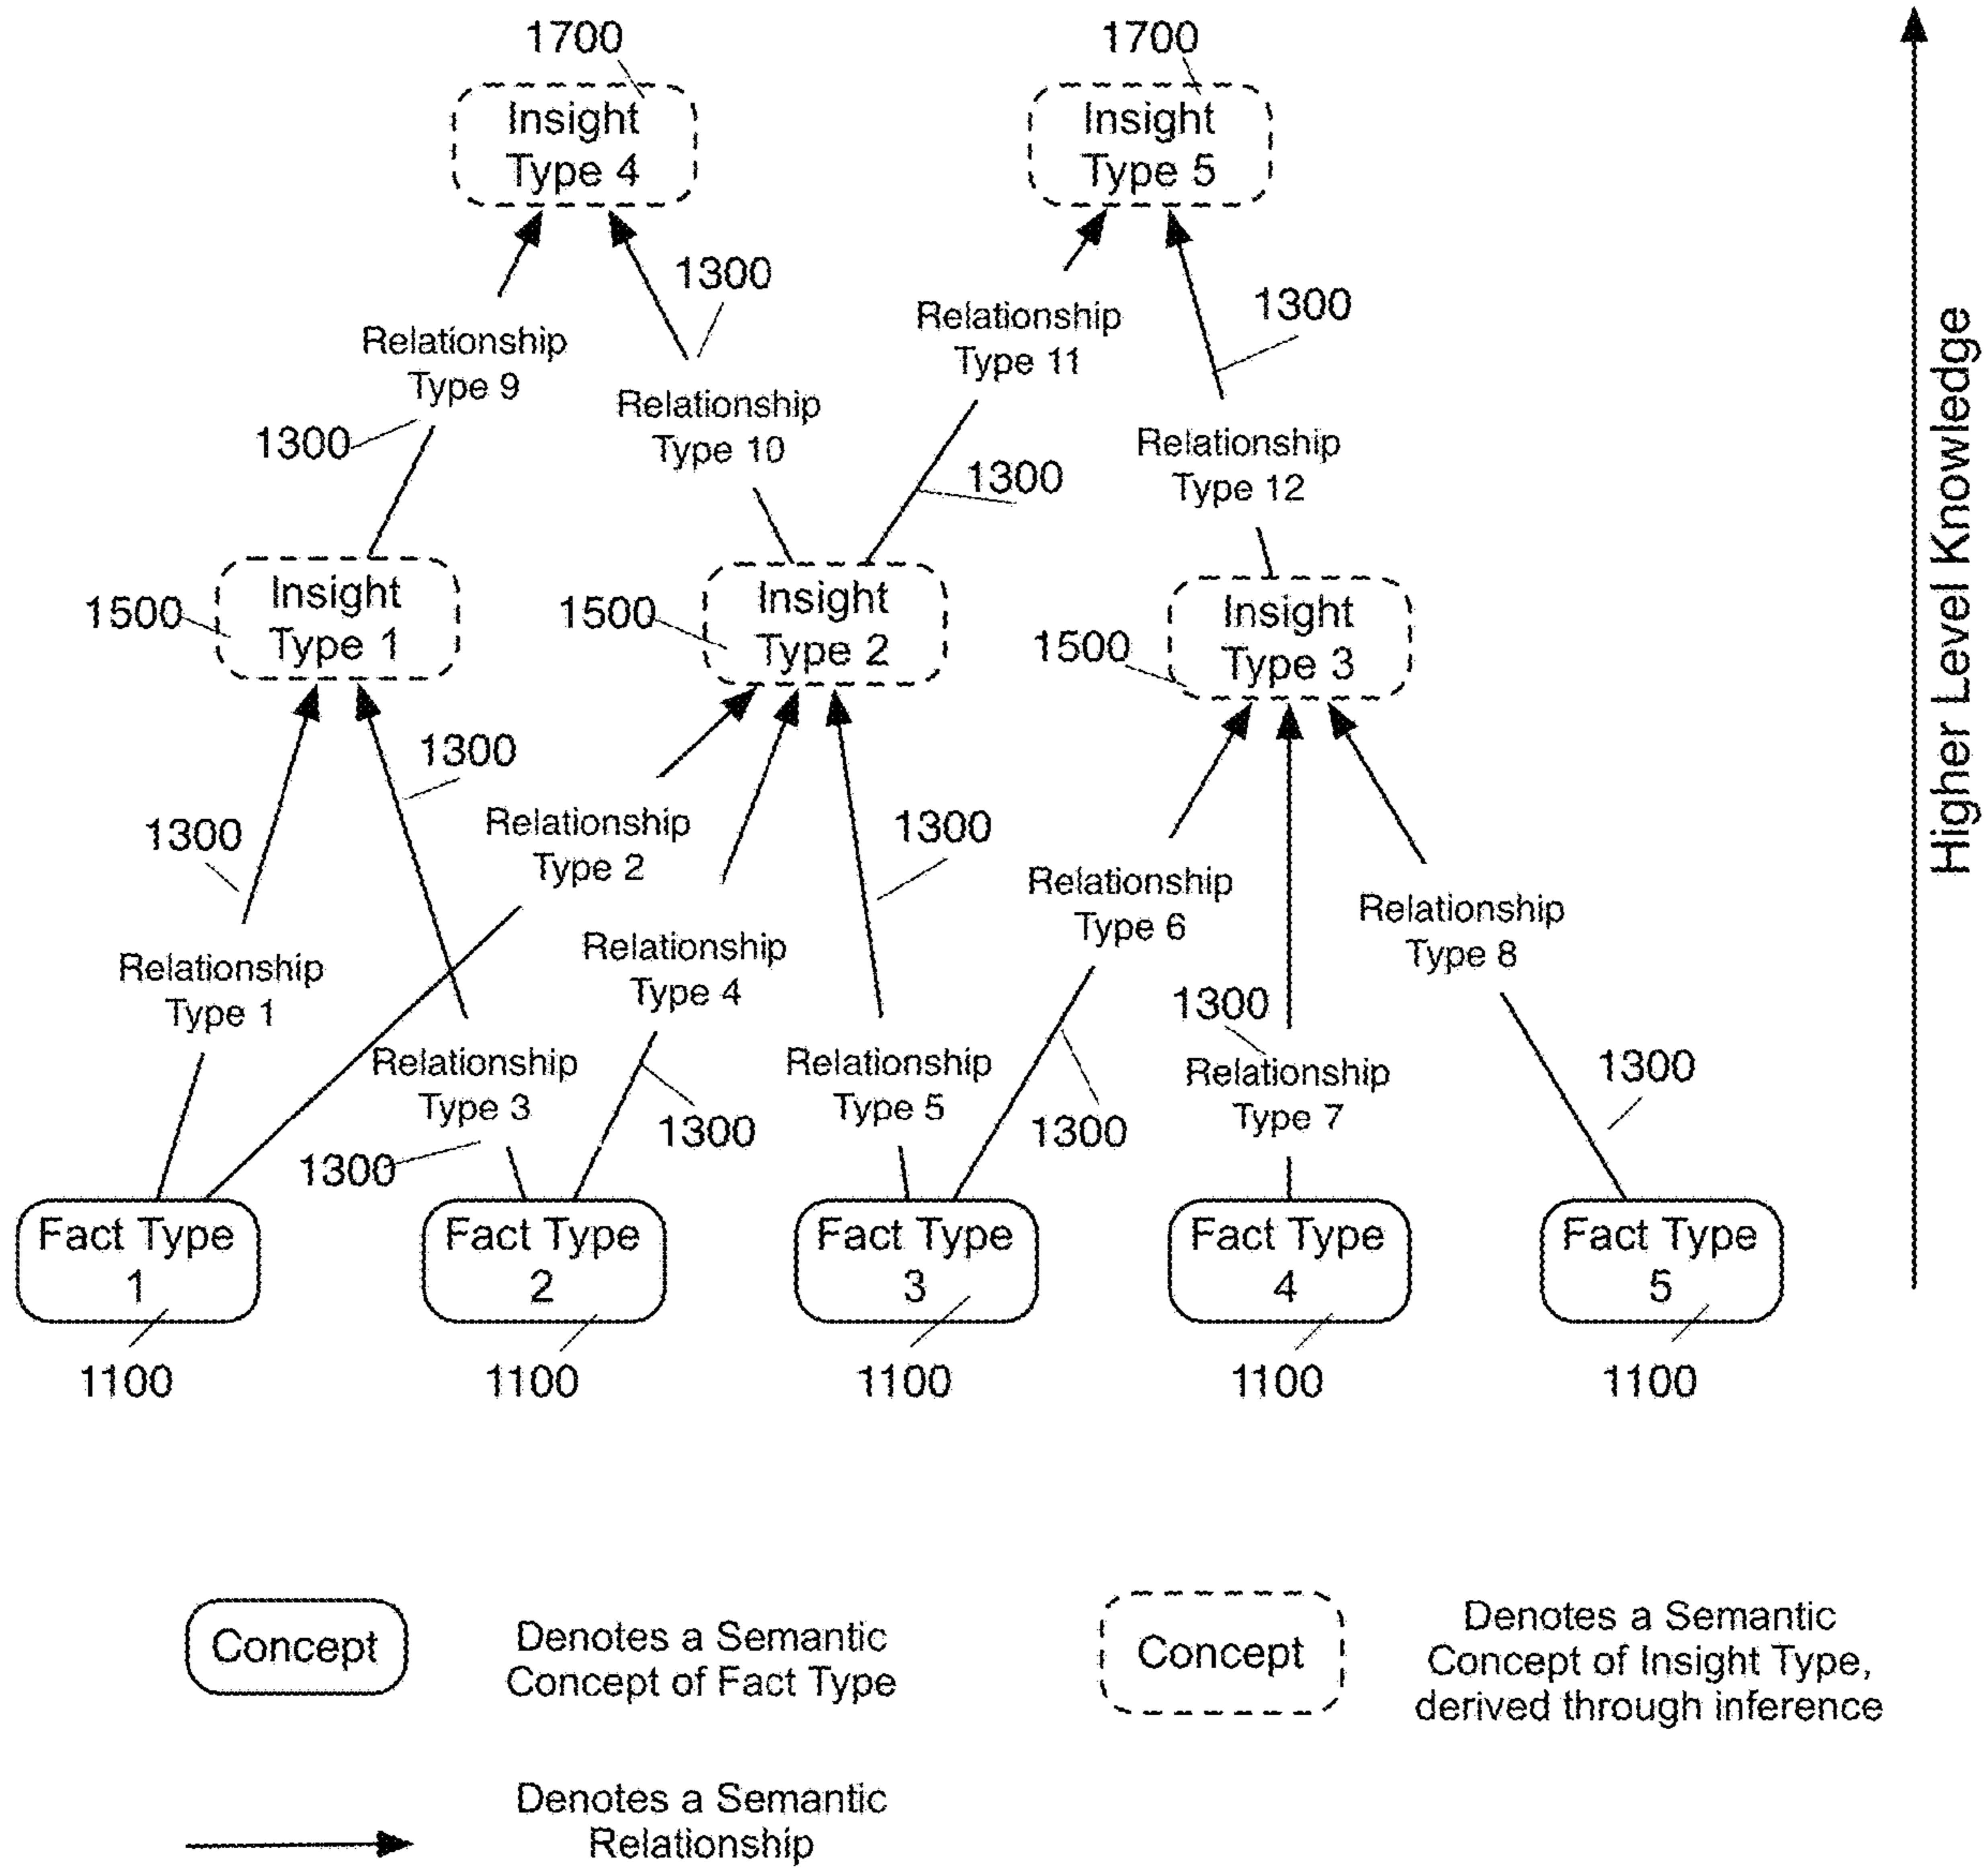 1700
1700
Insight
Type 4
Insight
Type 5
1300
1300
Relationship
Type 9
Relationship
Type 11
Relationship
Type 10
1300
Relationship
Type 12
1300
Higher Level Knowledge
1500
Insight
Type 1
1500
Insight
Type 2
1500
Insight
Type 3
1300
1300
Relationship
Type 2
1300
Relationship
Type 6
Relationship
Type 8
Relationship
Type 1
Relationship
Type 4
1300
Relationship
Type 3
Relationship
Type 5
Relationship
Type 7
1300
1300
1300
1300
Fact Type
1
Fact Type
2
Fact Type
3
Fact Type
4
Fact Type
5
1100
1100
1100
1100
1100
Concept
Denotes a Semantic
Concept of Fact Type
Concept
Denotes a Semantic
Concept of Insight Type,
derived through inference
Denotes a Semantic
Relationship